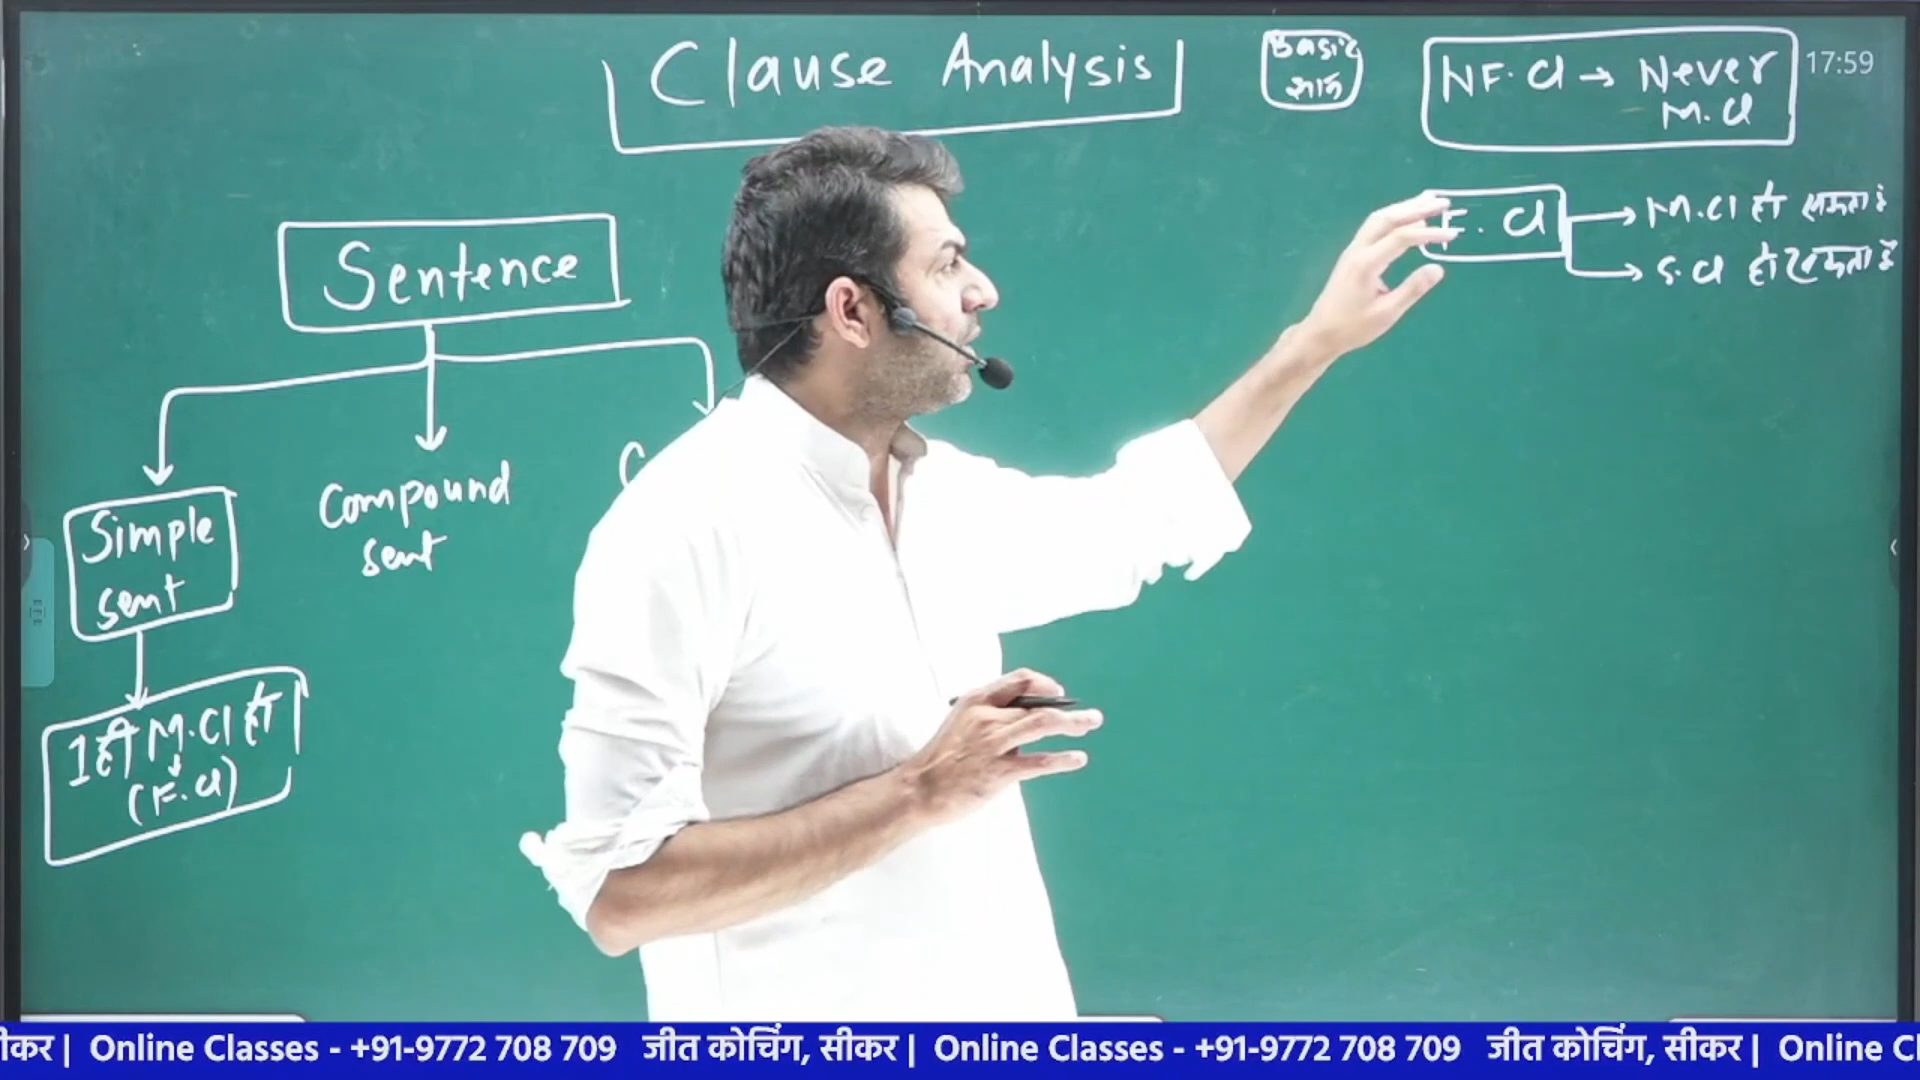 Clause Analysis
Basic
ज्ञान
NF. Cl → Never
M. Cl
17:59
F. Cl
M.Cl हो सकता है
S. Cl हो सकता है
Sentence
Simple
sent
Compound
sent
C
1 ही M.Cl हो
(F. Cl)
ीकर | Online Classes - +91-9772 708 709 जीत कोचिंग, सीकर | Online Classes - +91-9772 708 709 जीत कोचिंग, सीकर | Online Cl